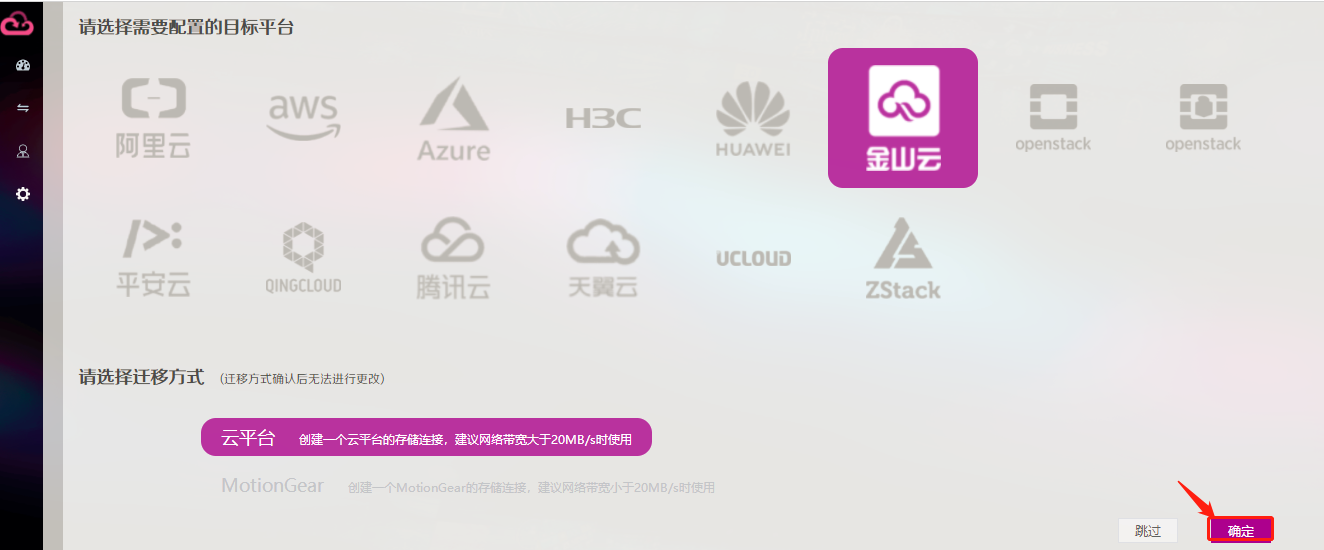 请选择需要配置的目标平台
阿里云
aws
Azure
H3C
HUAWEI
金山云
openstack
openstack
平安云
QINGCLOUD
腾讯云
天翼云
UCLOUD
ZStack
请选择迁移方式 (迁移方式确认后无法进行更改)
云平台 创建一个云平台的存储连接，建议网络带宽大于20MB/s时使用
MotionGear 创建一个MotionGear的存储连接，建议网络带宽小于20MB/s时使用
跳过 确定